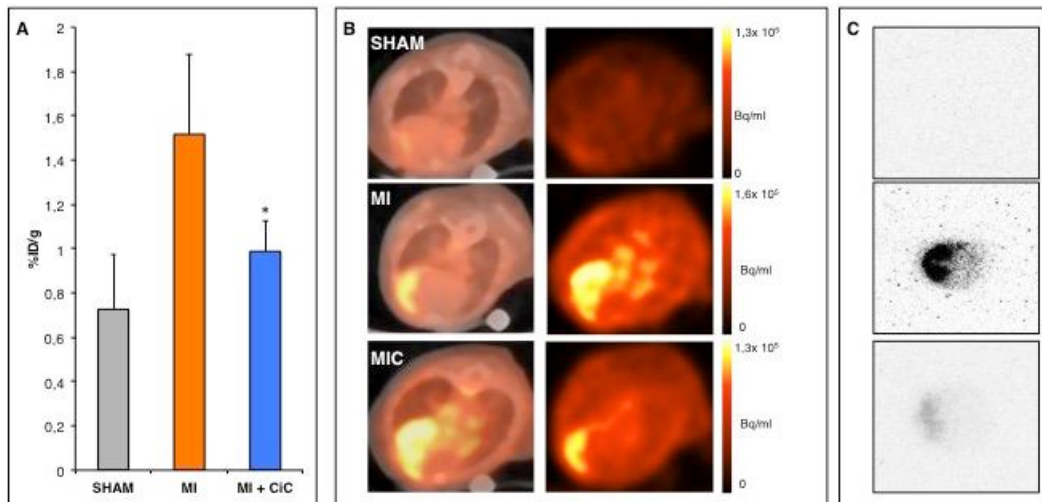 A
2
1,8
1,6
1,4
1,2
1
0,8
0,6
0,4
0,2
0
%ID/g
*
SHAM
MI
MI + CiC
B
SHAM
1,3x 10⁵
Bq/ml
0
MI
1,6x 10⁵
Bq/ml
0
MIC
1,3x 10⁵
Bq/ml
0
C